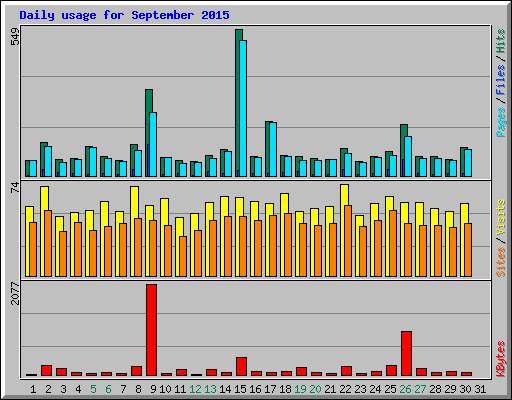 Daily usage for September 2015
549
Pages/Files/Hits
74
Sites/Visits
2077
KBytes
1 2 3 4 5 6 7 8 9 10 11 12 13 14 15 16 17 18 19 20 21 22 23 24 25 26 27 28 29 30 31